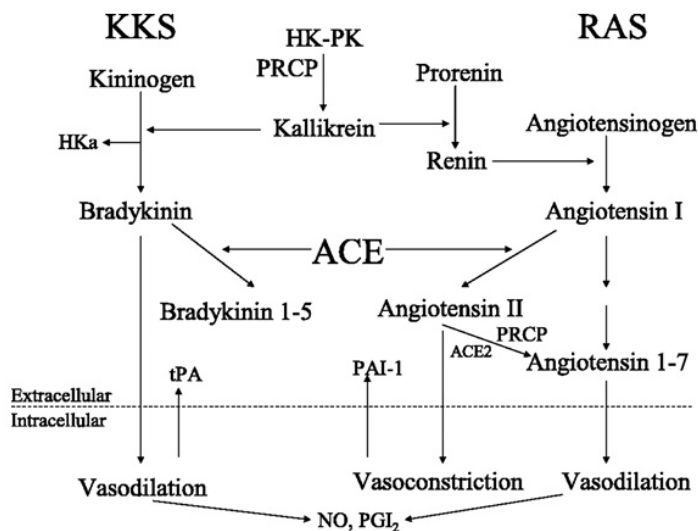 KKS
HK-PK
RAS
PRCP
Prorenin
Kininogen
Kallikrein
Angiotensinogen
HKa
Renin
Bradykinin
Angiotensin I
ACE
Bradykinin 1-5
Angiotensin II
PRCP
ACE2
Angiotensin 1-7
tPA
PAI-1
Extracellular
Intracellular
Vasodilation
Vasoconstriction
Vasodilation
NO, PGI₂